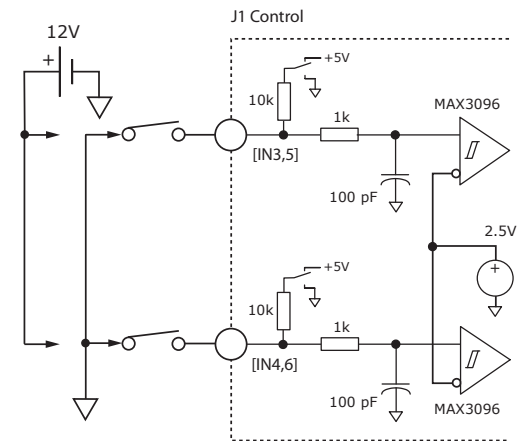 J1 Control
12V
+
+5V
10k
1k
MAX3096
[IN3,5]
100 pF
2.5V
+
+5V
10k
1k
[IN4,6]
100 pF
MAX3096